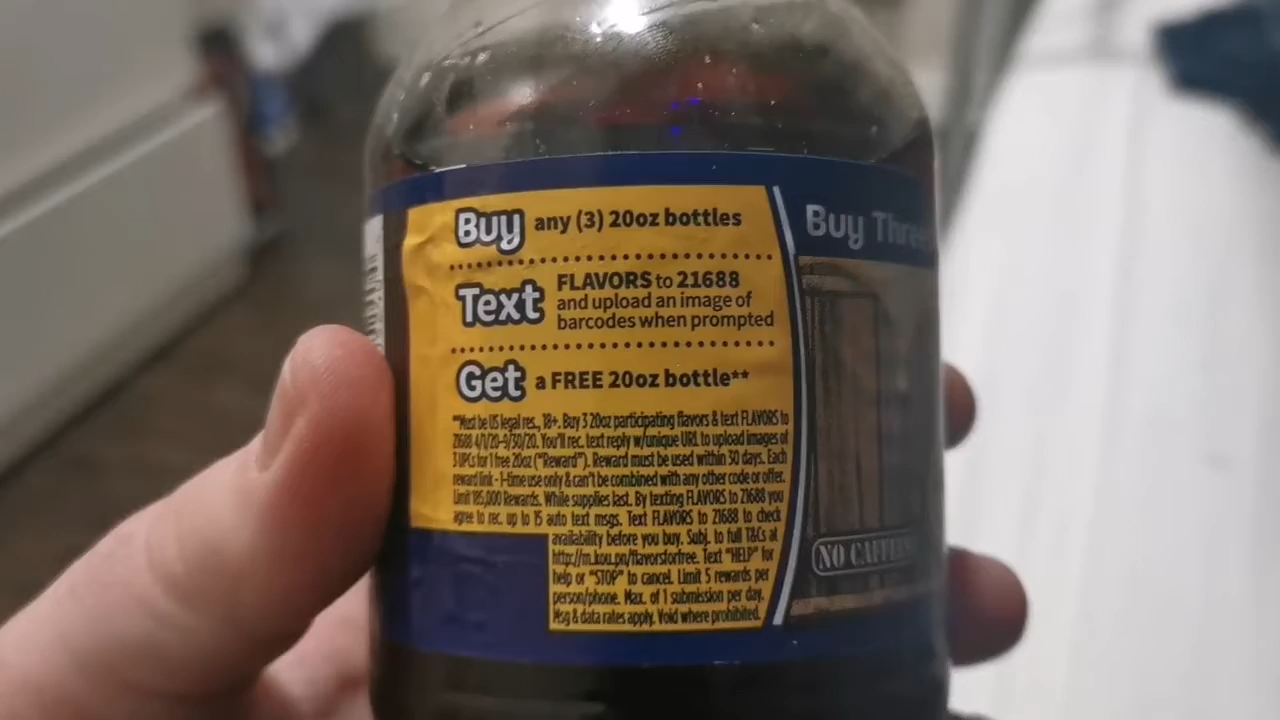 Buy any (3) 20oz bottles
Text FLAVORS to 21688
and upload an image of
barcodes when prompted
Get a FREE 20oz bottle**
**Must be US legal res., 18+. Buy 3 20oz participating flavors & text FLAVORS to
21688 4/1/20-9/30/20. You'll rec. text reply w/unique URL to upload images of
3 UPCs for 1 free 20oz ("Reward"). Reward must be used within 30 days. Each
reward link - 1-time use only & can't be combined with any other code or offer.
Limit 185,000 Rewards. While supplies last. By texting FLAVORS to 21688 you
agree to rec. up to 15 auto text msgs. Text FLAVORS to 21688 to check
availability before you buy. Subj. to full T&Cs at
http://m.kou.pn/flavorsforfree. Text "HELP" for
help or "STOP" to cancel. Limit 5 rewards per
person/phone. Max. of 1 submission per day.
Msg & data rates apply. Void where prohibited.
Buy Three
NO CAFFEINE